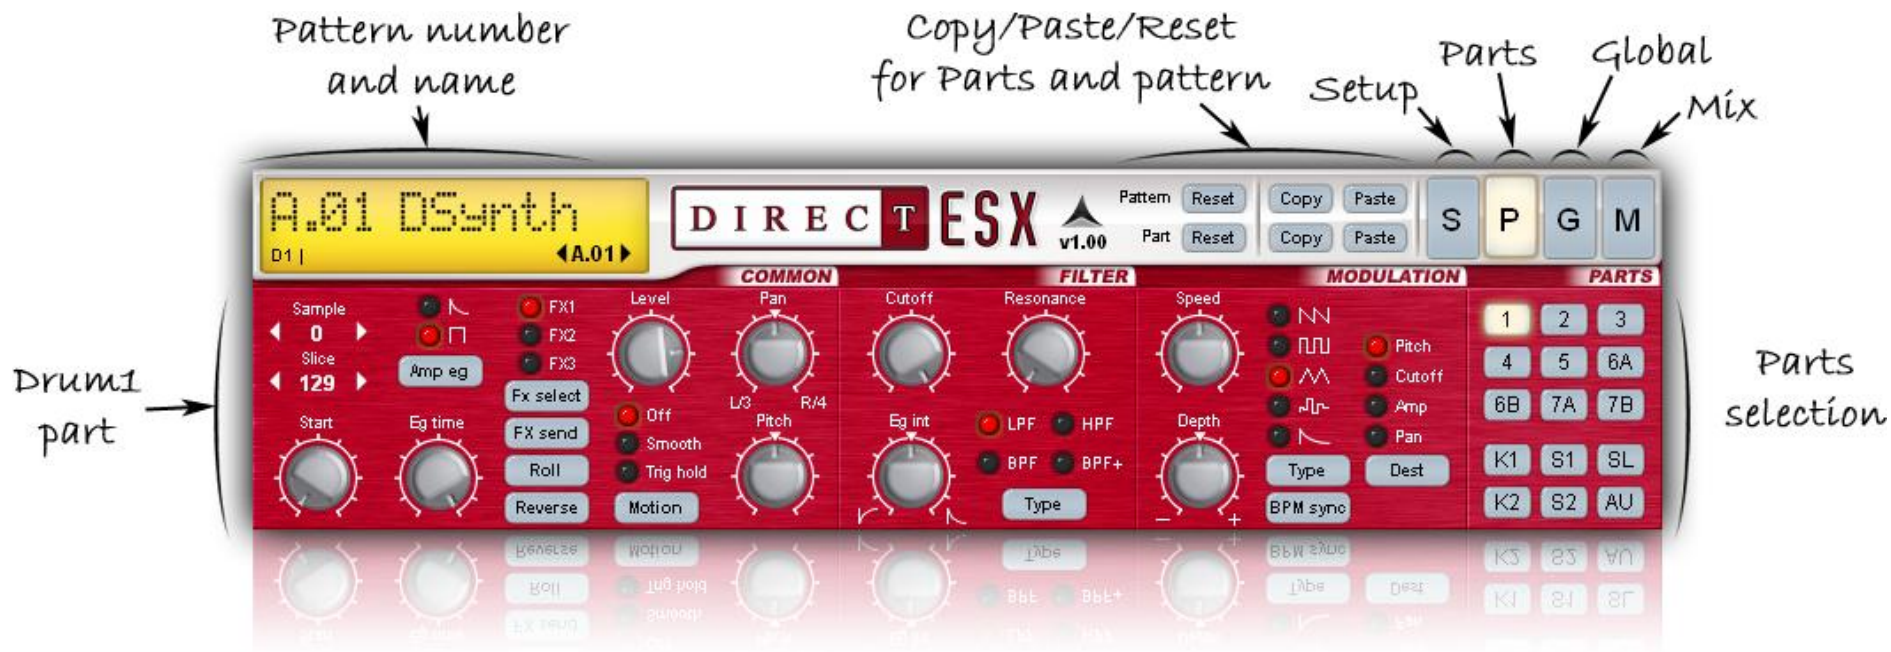 Pattern number
and name
Copy/Paste/Reset
for Parts and pattern
Setup
Parts
Global
Mix
A.01 DSynth
D1 |
A.01
DIRECT ESX
v1.00
Pattern Reset Copy Paste
Part Reset Copy Paste
S P G M
COMMON
FILTER
MODULATION
PARTS
Sample
0
Slice
129
Start
Amp eg
Eg time
FX1
FX2
FX3
Fx select
FX send
Roll
Reverse
Level
Off
Smooth
Trig hold
Motion
Pan
L/3 R/4
Pitch
Cutoff
Eg int
Resonance
LPF HPF
BPF BPF+
Type
Speed
Depth
- +
Type
BPM sync
Pitch
Cutoff
Amp
Pan
Dest
1 2 3
4 5 6A
6B 7A 7B
K1 S1 SL
K2 S2 AU
Drum1
part
Parts
selection